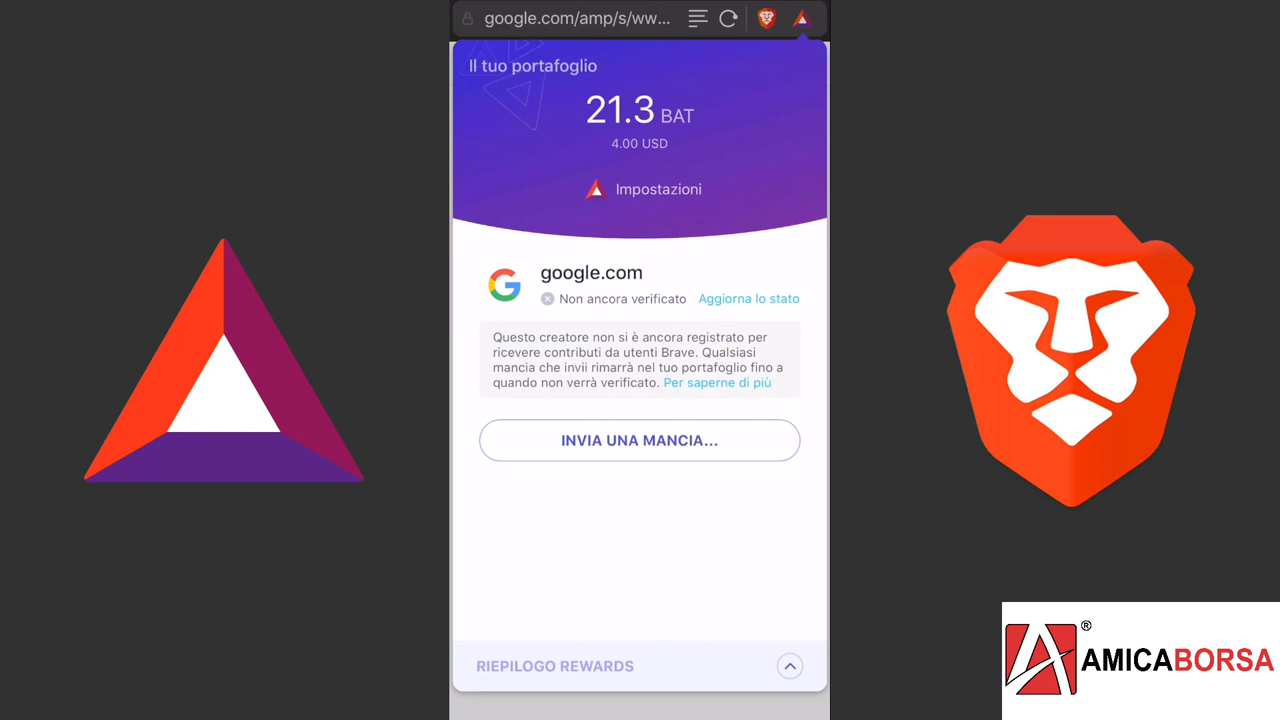 google.com/amp/s/ww...
Il tuo portafoglio
21.3 BAT
4.00 USD
Impostazioni
google.com
Non ancora verificato Aggiorna lo stato
Questo creatore non si è ancora registrato per
ricevere contributi da utenti Brave. Qualsiasi
mancia che invii rimarrà nel tuo portafoglio fino a
quando non verrà verificato. Per saperne di più
INVIA UNA MANCIA...
RIEPILOGO REWARDS
AMICABORSA
®